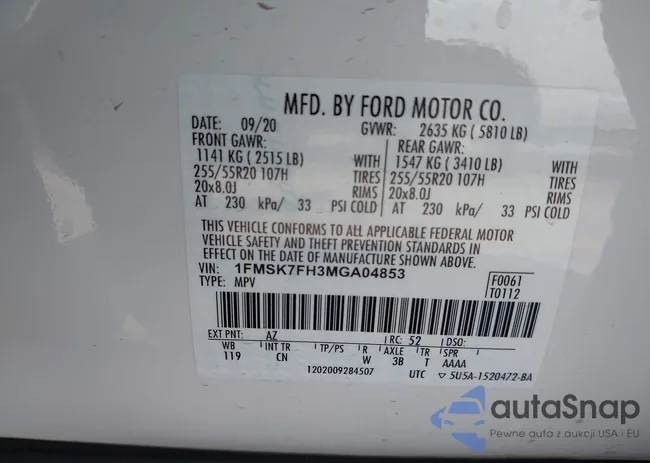 MFD. BY FORD MOTOR CO.
DATE: 09/20 GVWR: 2635 KG ( 5810 LB)
FRONT GAWR: REAR GAWR:
1141 KG ( 2515 LB) WITH 1547 KG ( 3410 LB) WITH
255/55R20 107H TIRES 255/55R20 107H TIRES
20x8.0J RIMS 20x8.0J RIMS
AT 230 kPa/ 33 PSI COLD AT 230 kPa/ 33 PSI COLD
THIS VEHICLE CONFORMS TO ALL APPLICABLE FEDERAL MOTOR
VEHICLE SAFETY AND THEFT PREVENTION STANDARDS IN
EFFECT ON THE DATE OF MANUFACTURE SHOWN ABOVE.
VIN: 1FMSK7FH3MGA04853 F0061
TYPE: MPV T0112
EXT PNT: AZ RC: 52 DSO:
WB INT TR TP/PS R AXLE TR SPR
119 CN W 3B T AAAA
1202009284507 UTC 5U5A-1520472-BA
autaSnap
Pewne auta z aukcji USA i EU